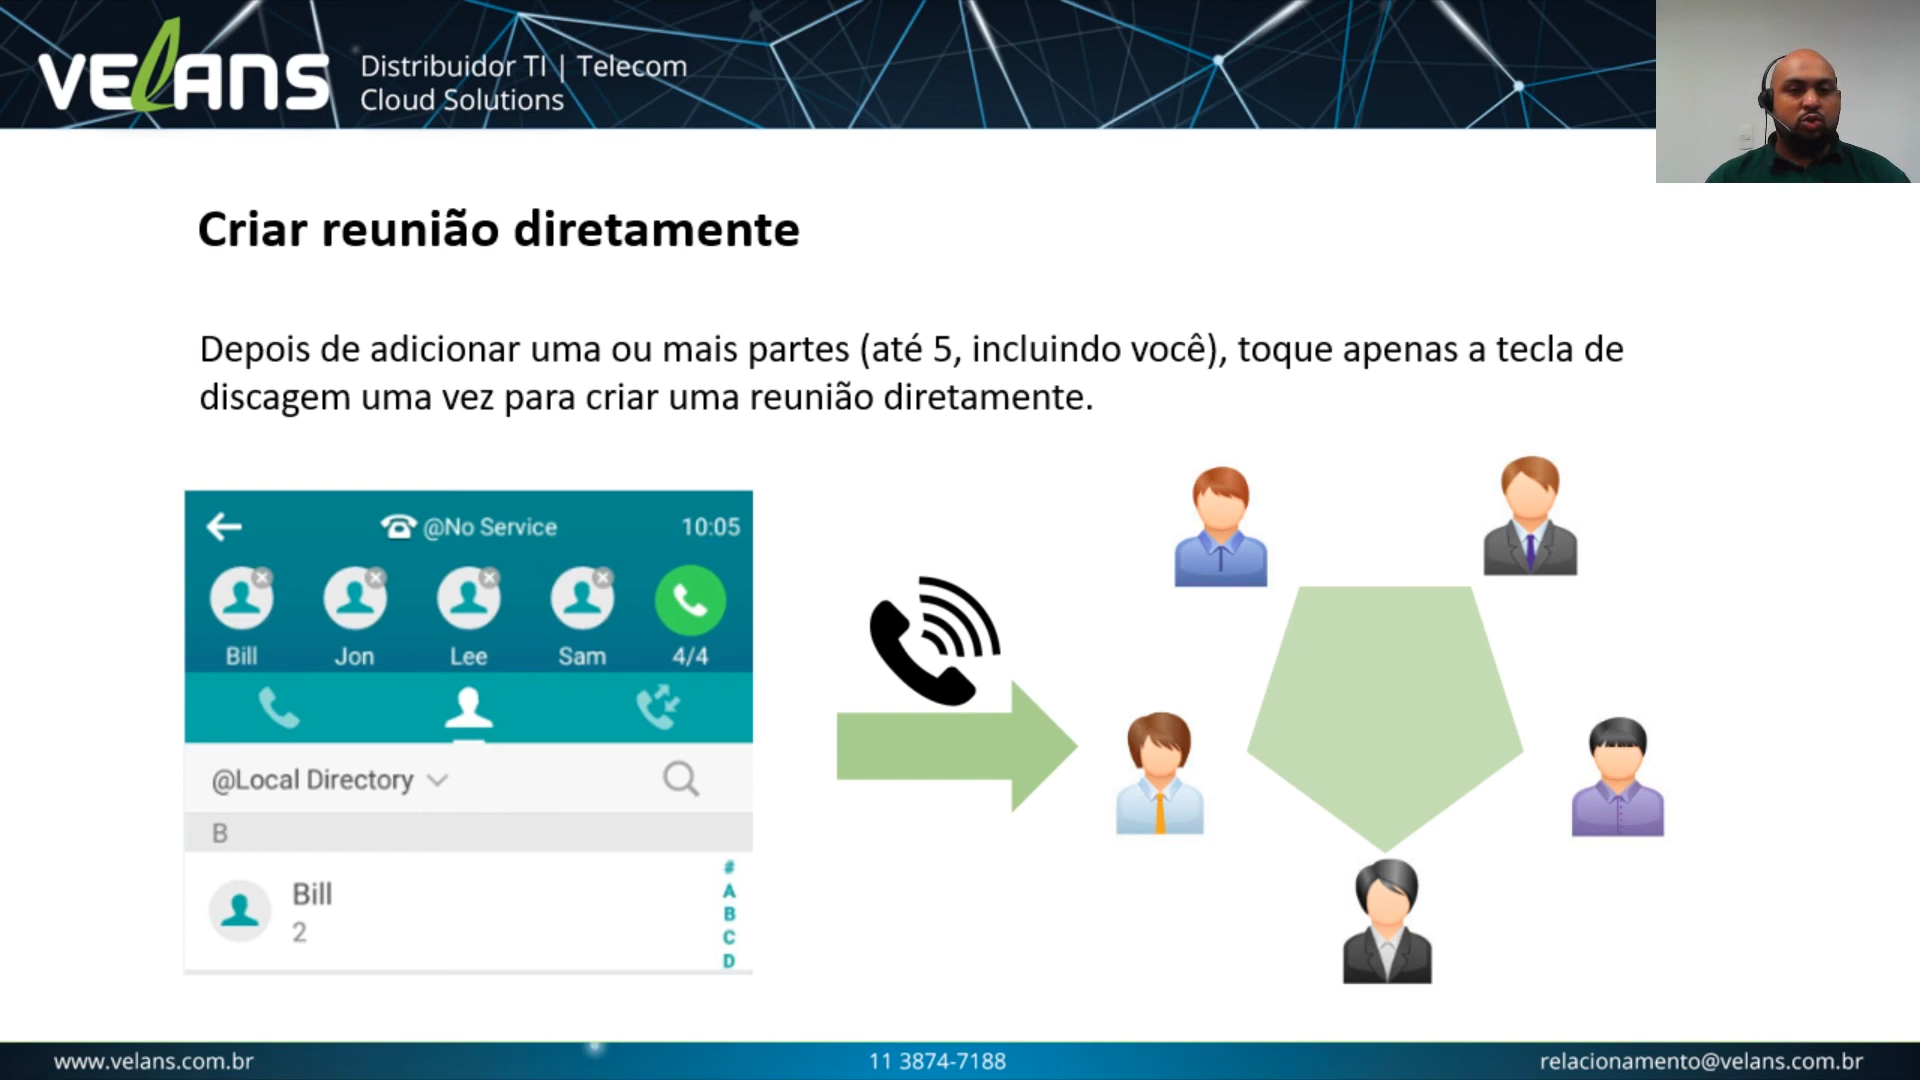 VELANS
Distribuidor TI | Telecom
Cloud Solutions
Criar reunião diretamente
Depois de adicionar uma ou mais partes (até 5, incluindo você), toque apenas a tecla de
discagem uma vez para criar uma reunião diretamente.
@No Service
10:05
Bill
Jon
Lee
Sam
4/4
@Local Directory
B
Bill
2
#
A
B
C
D
www.velans.com.br
11 3874-7188
relacionamento@velans.com.br